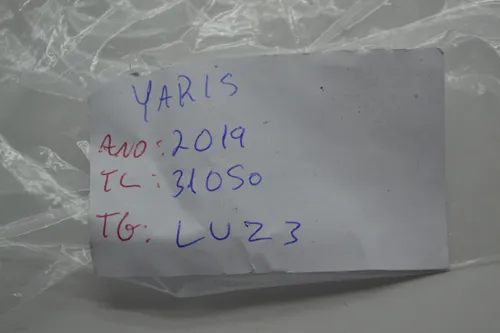 YARiS
ANO: 2019
TL: 31050
TG: LUZ3